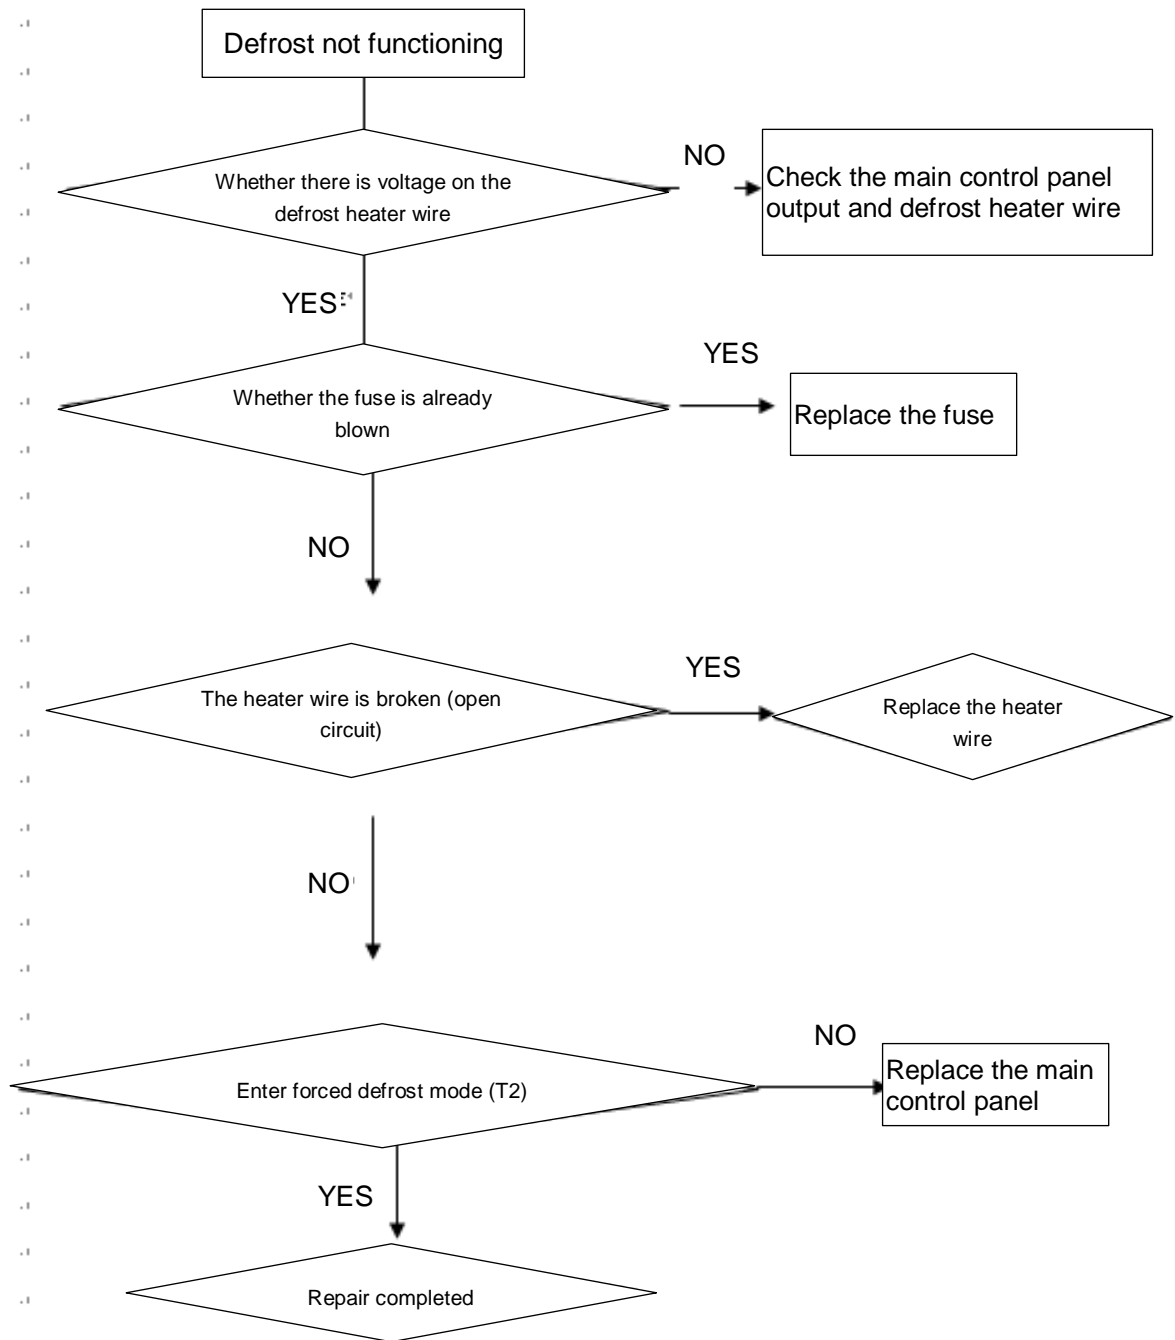 Defrost not functioning
NO
Whether there is voltage on the
defrost heater wire
Check the main control panel
output and defrost heater wire
YES
YES
Whether the fuse is already
blown
Replace the fuse
NO
YES
The heater wire is broken (open
circuit)
Replace the heater
wire
NO
NO
Enter forced defrost mode (T2)
Replace the main
control panel
YES
Repair completed